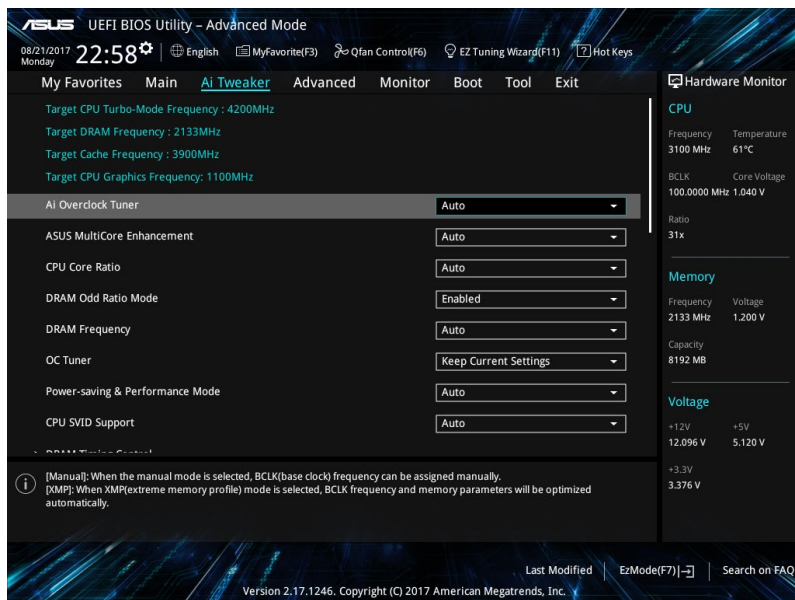 ASUS UEFI BIOS Utility – Advanced Mode
08/21/2017 Monday 22:58 English MyFavorite(F3) Qfan Control(F6) EZ Tuning Wizard(F11) ? Hot Keys
My Favorites Main Ai Tweaker Advanced Monitor Boot Tool Exit
Target CPU Turbo-Mode Frequency : 4200MHz
Target DRAM Frequency : 2133MHz
Target Cache Frequency : 3900MHz
Target CPU Graphics Frequency: 1100MHz
Ai Overclock Tuner Auto
ASUS MultiCore Enhancement Auto
CPU Core Ratio Auto
DRAM Odd Ratio Mode Enabled
DRAM Frequency Auto
OC Tuner Keep Current Settings
Power-saving & Performance Mode Auto
CPU SVID Support Auto
> DRAM Timing Control
[Manual]: When the manual mode is selected, BCLK(base clock) frequency can be assigned manually.
[XMP]: When XMP(extreme memory profile) mode is selected, BCLK frequency and memory parameters will be optimized
automatically.
Hardware Monitor
CPU
Frequency Temperature
3100 MHz 61°C
BCLK Core Voltage
100.0000 MHz 1.040 V
Ratio
31x
Memory
Frequency Voltage
2133 MHz 1.200 V
Capacity
8192 MB
Voltage
+12V +5V
12.096 V 5.120 V
+3.3V
3.376 V
Last Modified EzMode(F7) Search on FAQ
Version 2.17.1246. Copyright (C) 2017 American Megatrends, Inc.